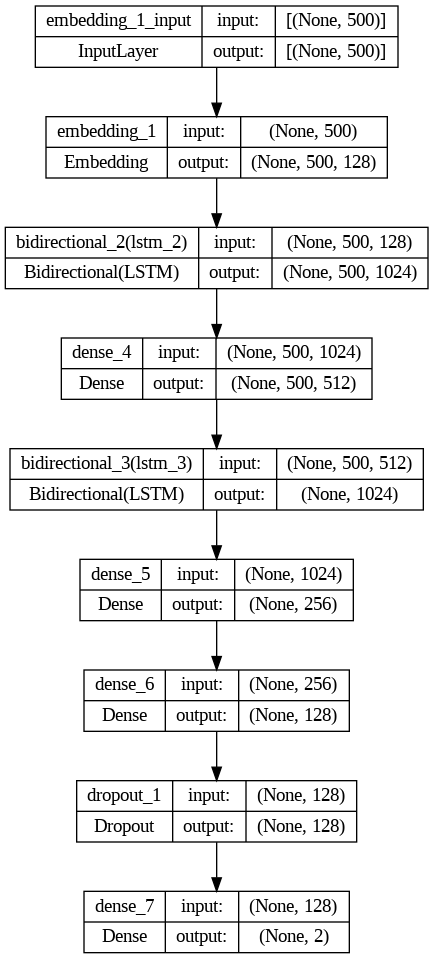 embedding_1_input input: [(None, 500)]
InputLayer output: [(None, 500)]
embedding_1 input: (None, 500)
Embedding output: (None, 500, 128)
bidirectional_2(lstm_2) input: (None, 500, 128)
Bidirectional(LSTM) output: (None, 500, 1024)
dense_4 input: (None, 500, 1024)
Dense output: (None, 500, 512)
bidirectional_3(lstm_3) input: (None, 500, 512)
Bidirectional(LSTM) output: (None, 1024)
dense_5 input: (None, 1024)
Dense output: (None, 256)
dense_6 input: (None, 256)
Dense output: (None, 128)
dropout_1 input: (None, 128)
Dropout output: (None, 128)
dense_7 input: (None, 128)
Dense output: (None, 2)